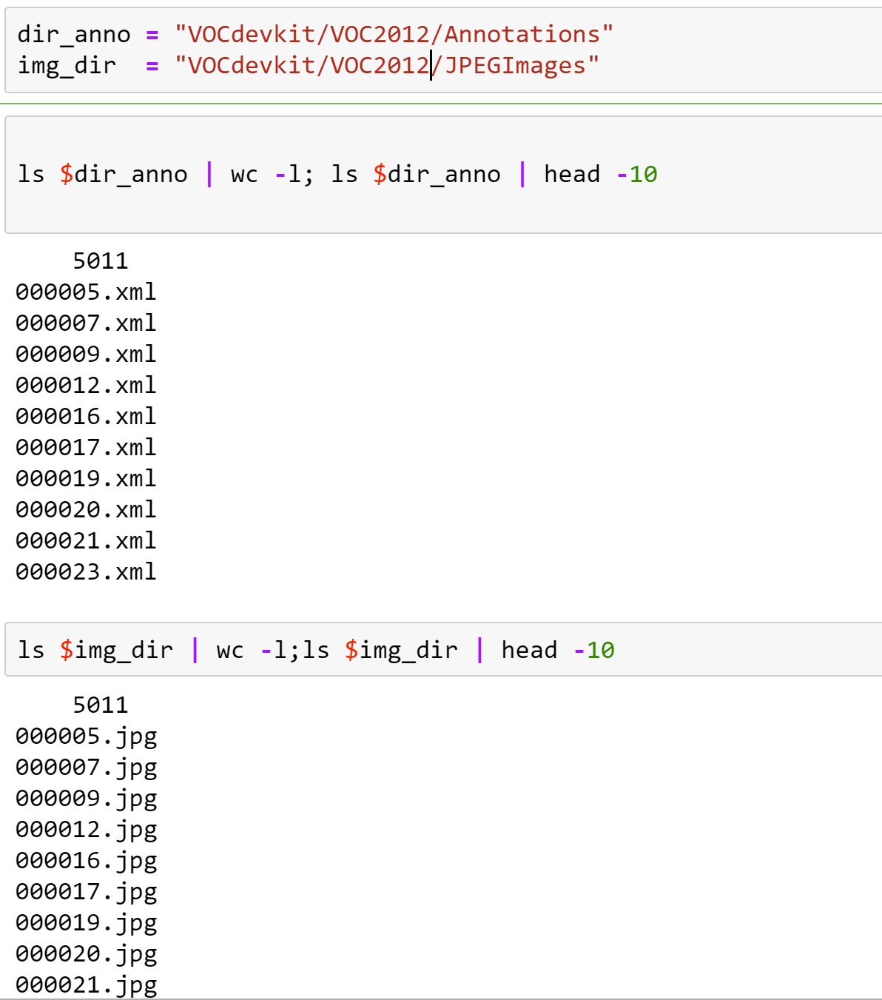 dir_anno = "VOCdevkit/VOC2012/Annotations"
img_dir  = "VOCdevkit/VOC2012/JPEGImages"
ls $dir_anno | wc -l; ls $dir_anno | head -10
5011
000005.xml
000007.xml
000009.xml
000012.xml
000016.xml
000017.xml
000019.xml
000020.xml
000021.xml
000023.xml
ls $img_dir | wc -l;ls $img_dir | head -10
5011
000005.jpg
000007.jpg
000009.jpg
000012.jpg
000016.jpg
000017.jpg
000019.jpg
000020.jpg
000021.jpg